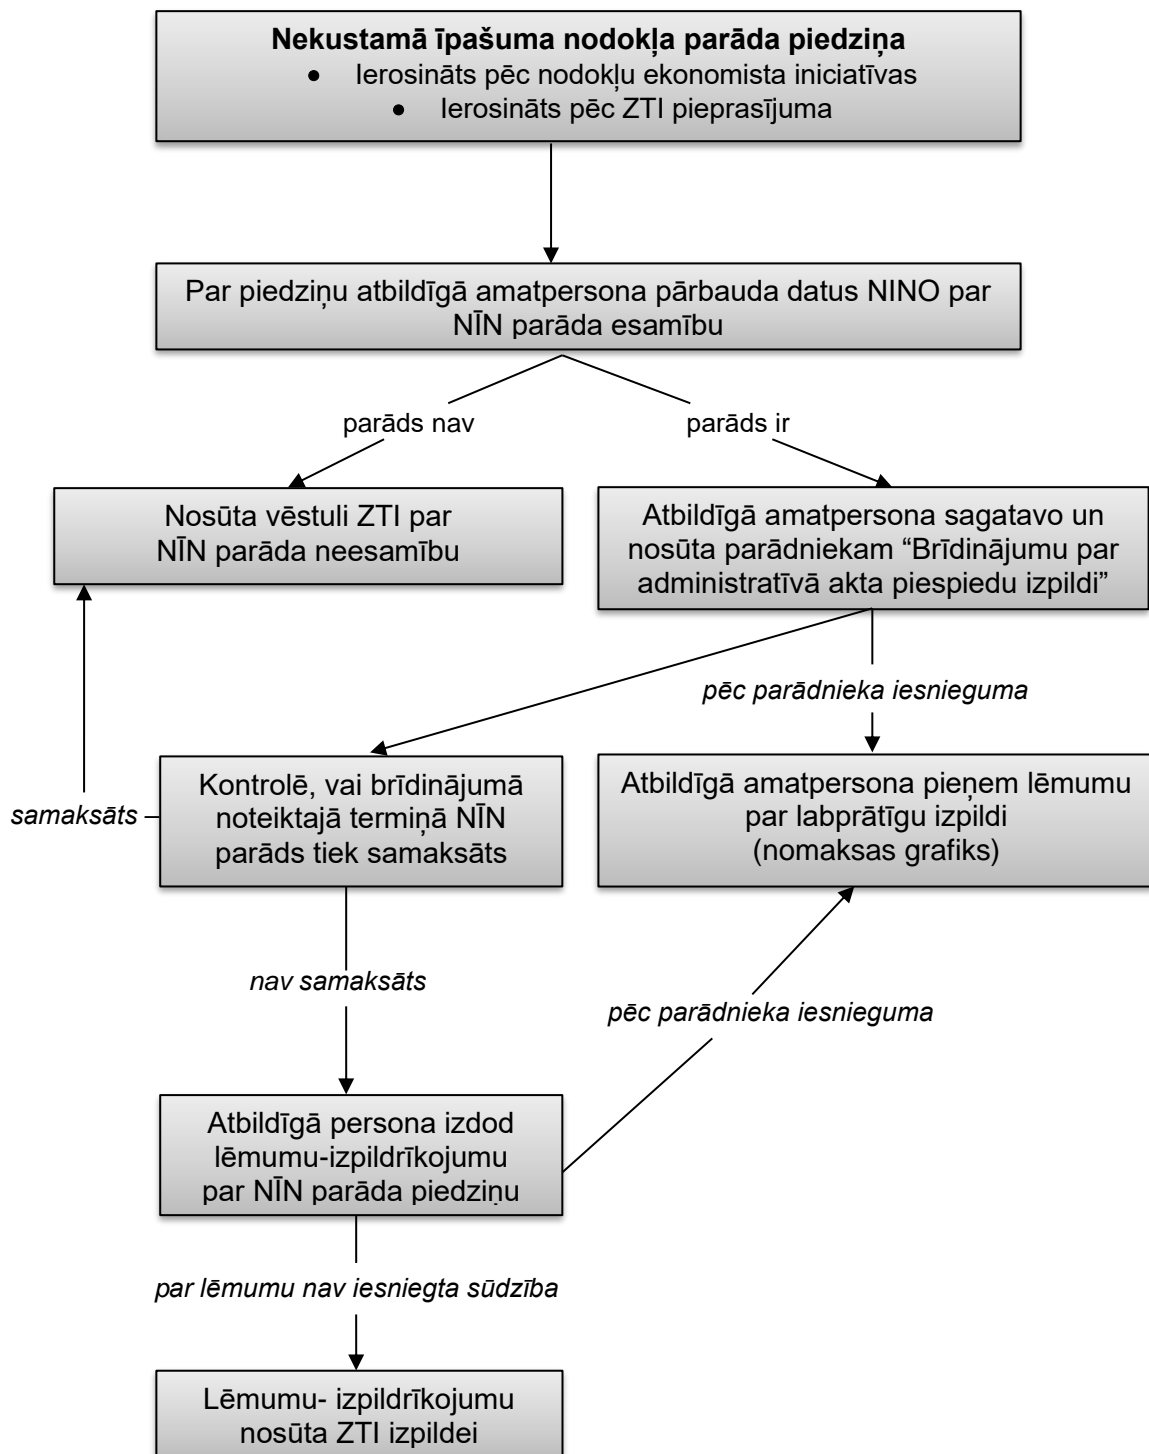 Nekustamā īpašuma nodokļa parāda piedziņa
● Ierosināts pēc nodokļu ekonomista iniciatīvas
● Ierosināts pēc ZTI pieprasījuma
Par piedziņu atbildīgā amatpersona pārbauda datus NINO par
NĪN parāda esamību
parāds nav
parāds ir
Nosūta vēstuli ZTI par
NĪN parāda neesamību
Atbildīgā amatpersona sagatavo un
nosūta parādniekam “Brīdinājumu par
administratīvā akta piespiedu izpildi”
pēc parādnieka iesnieguma
samaksāts
Kontrolē, vai brīdinājumā
noteiktajā termiņā NĪN
parāds tiek samaksāts
Atbildīgā amatpersona pieņem lēmumu
par labprātīgu izpildi
(nomaksas grafiks)
nav samaksāts
pēc parādnieka iesnieguma
Atbildīgā persona izdod
lēmumu-izpildrīkojumu
par NĪN parāda piedziņu
par lēmumu nav iesniegta sūdzība
Lēmumu- izpildrīkojumu
nosūta ZTI izpildei